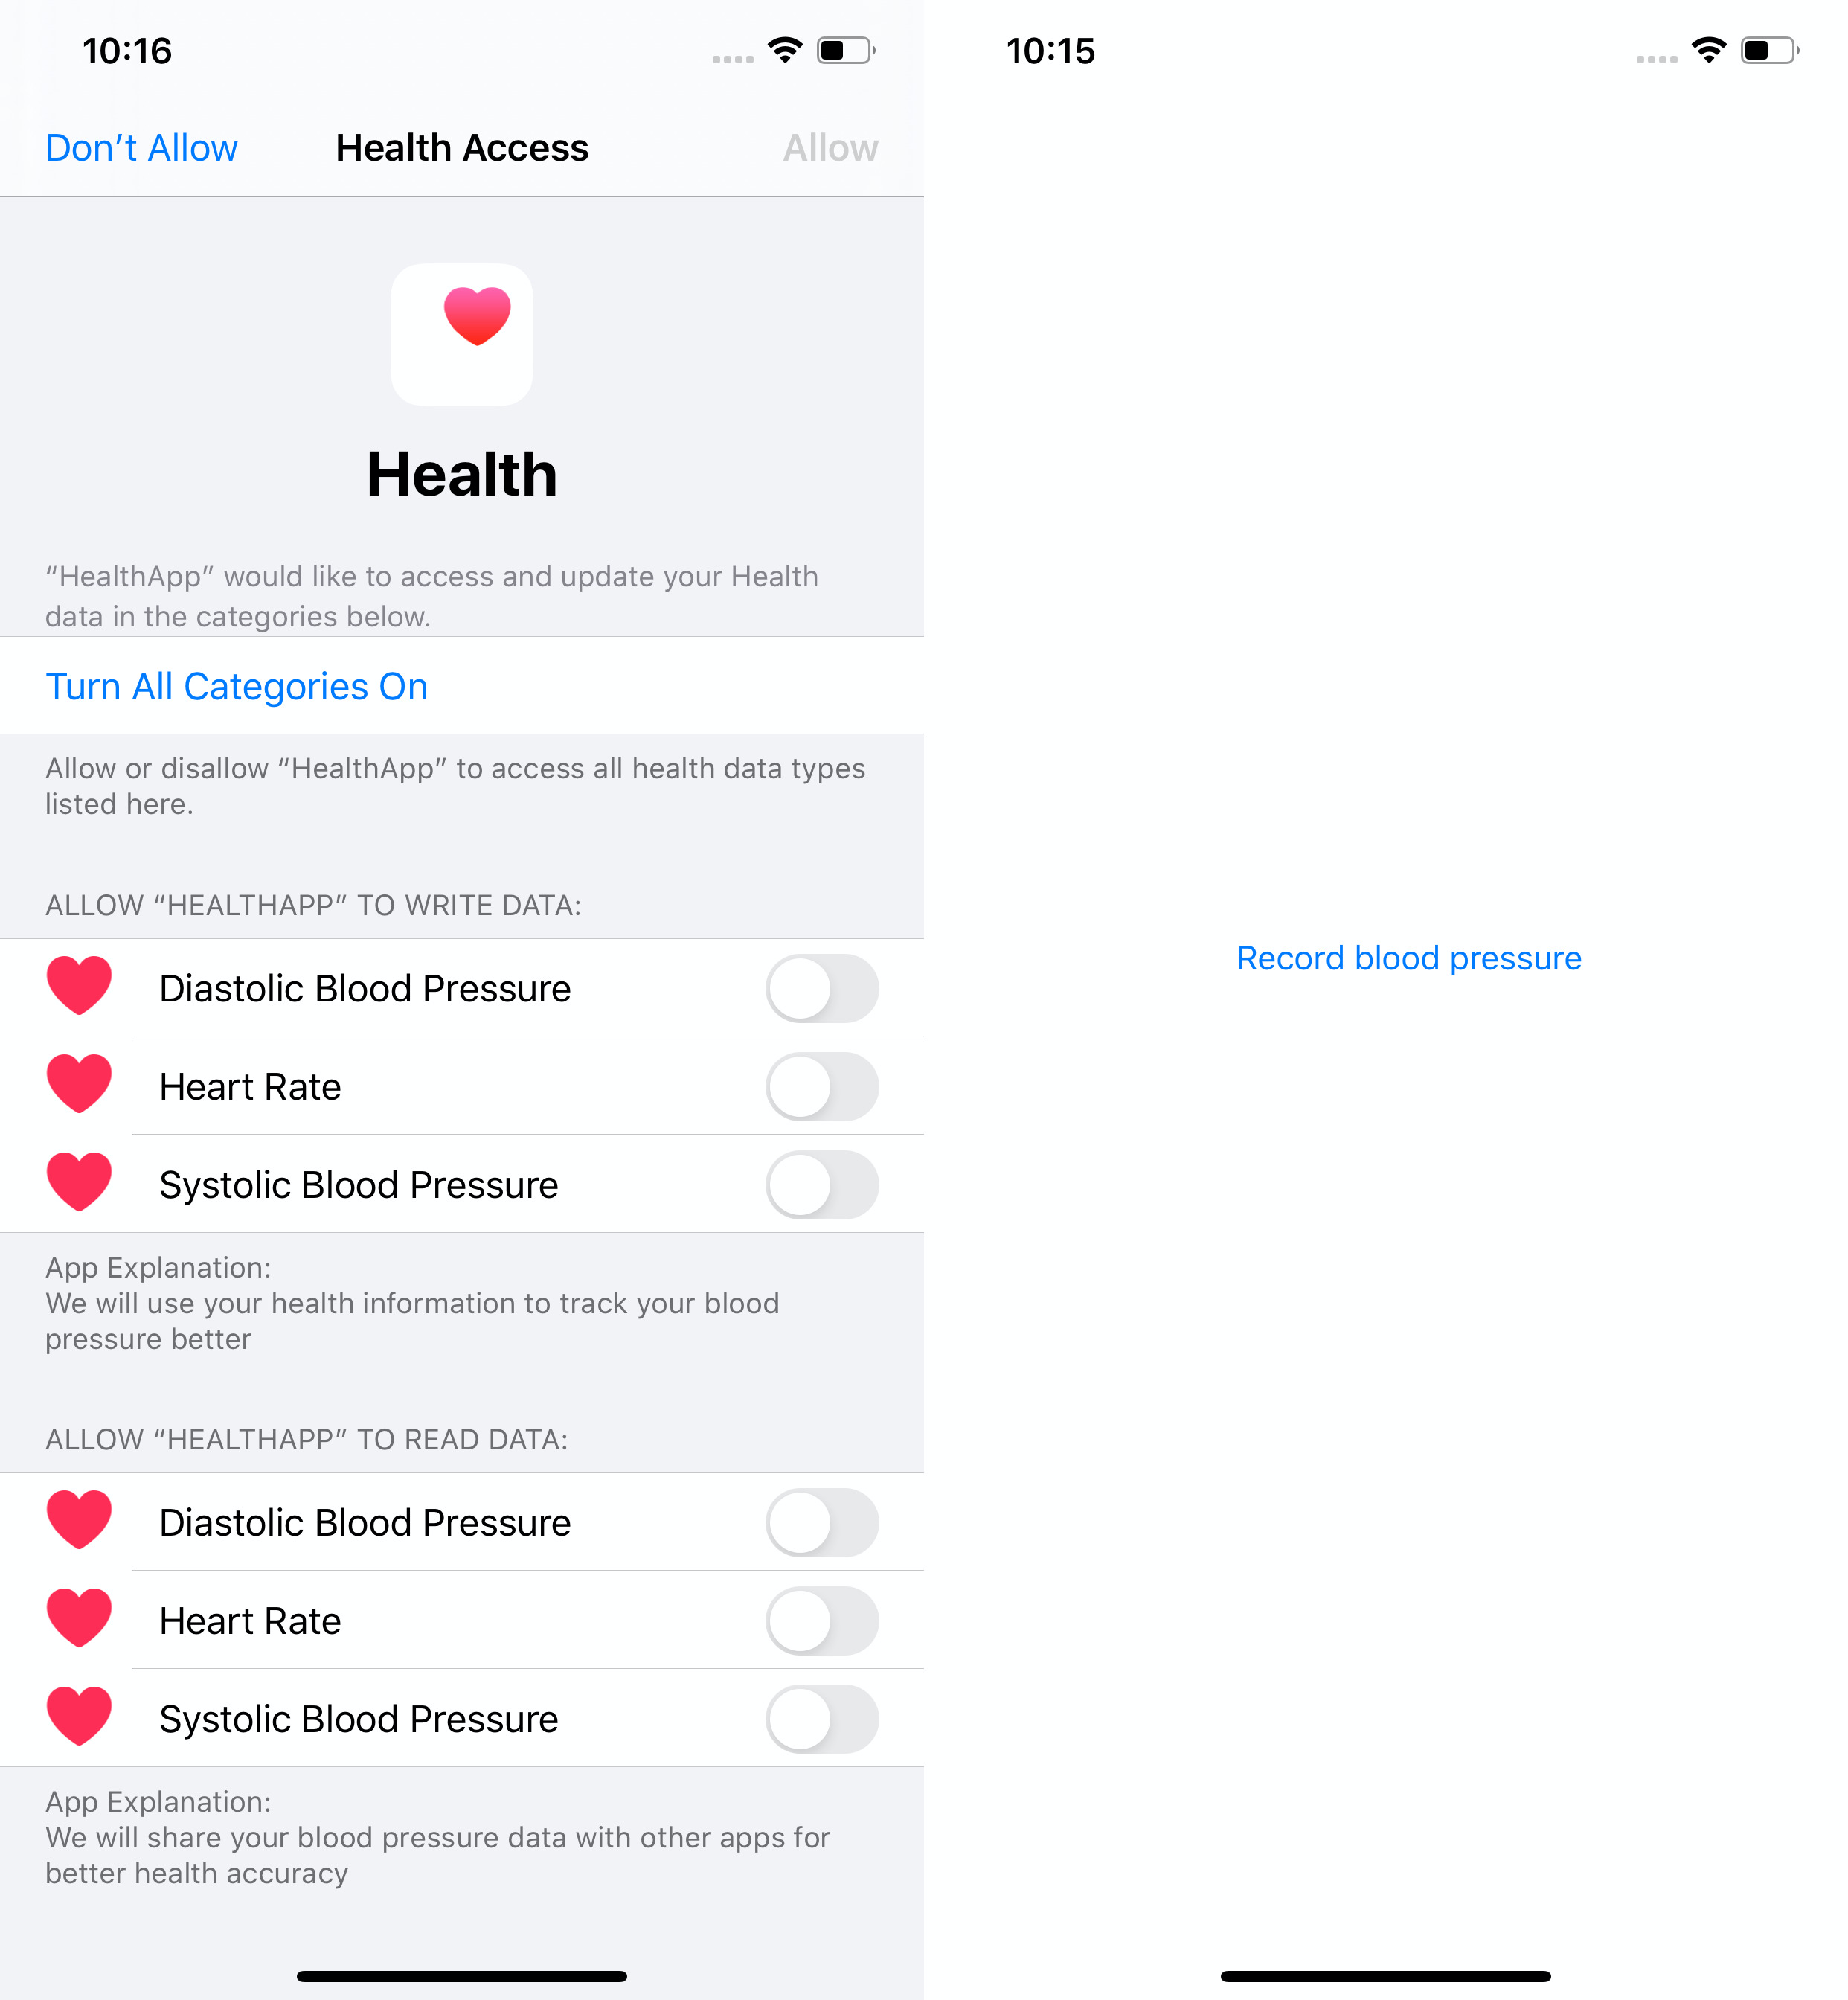 10:16
Don’t Allow
Health Access
Allow
Health
“HealthApp” would like to access and update your Health
data in the categories below.
Turn All Categories On
Allow or disallow “HealthApp” to access all health data types
listed here.
ALLOW “HEALTHAPP” TO WRITE DATA:
Diastolic Blood Pressure
Heart Rate
Systolic Blood Pressure
App Explanation:
We will use your health information to track your blood
pressure better
ALLOW “HEALTHAPP” TO READ DATA:
Diastolic Blood Pressure
Heart Rate
Systolic Blood Pressure
App Explanation:
We will share your blood pressure data with other apps for
better health accuracy
10:15
Record blood pressure